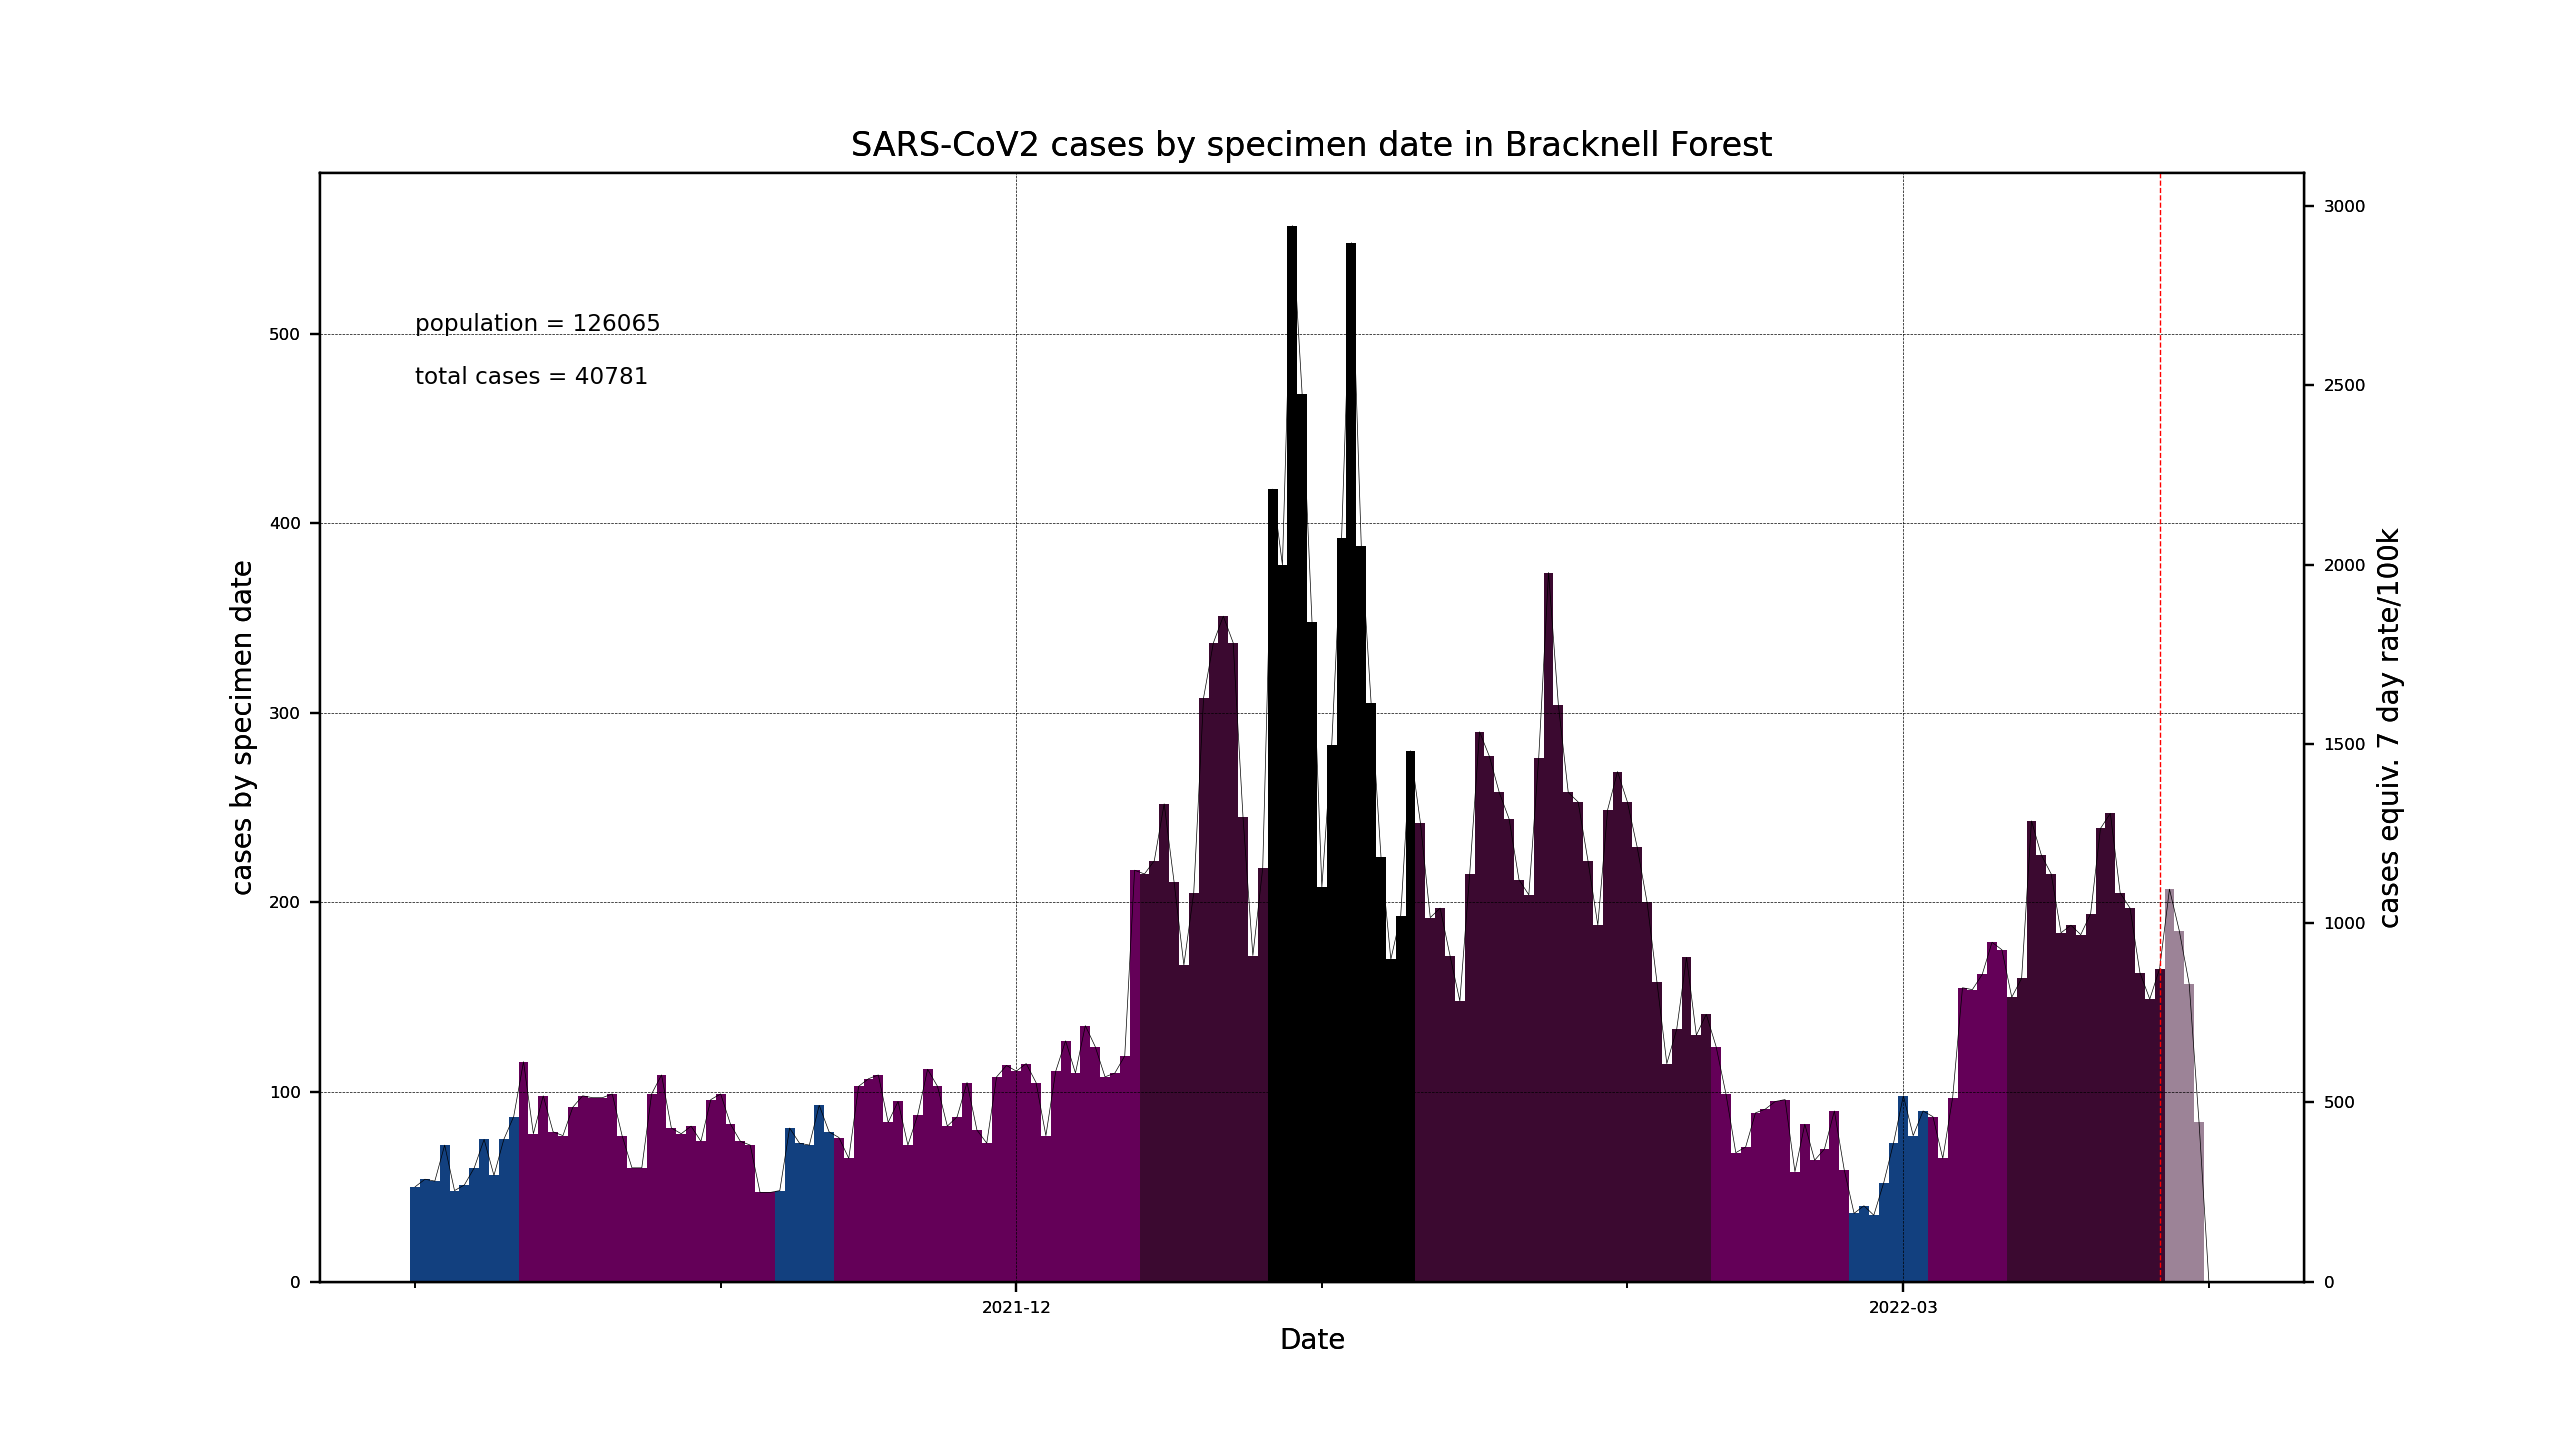 SARS-CoV2 cases by specimen date in Bracknell Forest
population = 126065
total cases = 40781
cases by specimen date
500
400
300
200
100
0
3000
2500
2000
1500
1000
500
0
cases equiv. 7 day rate/100k
2021-12
2022-03
Date